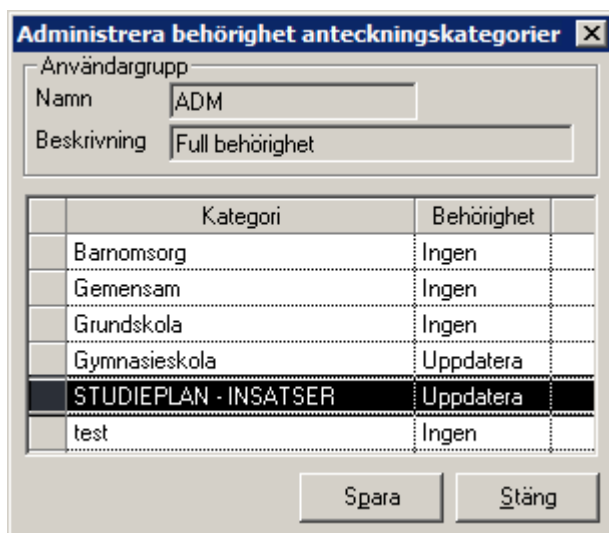 Administrera behörighet anteckningskategorier
Användargrupp
Namn ADM
Beskrivning Full behörighet
Kategori Behörighet
Barnomsorg Ingen
Gemensam Ingen
Grundskola Ingen
Gymnasieskola Uppdatera
STUDIEPLAN - INSATSER Uppdatera
test Ingen
Spara Stäng